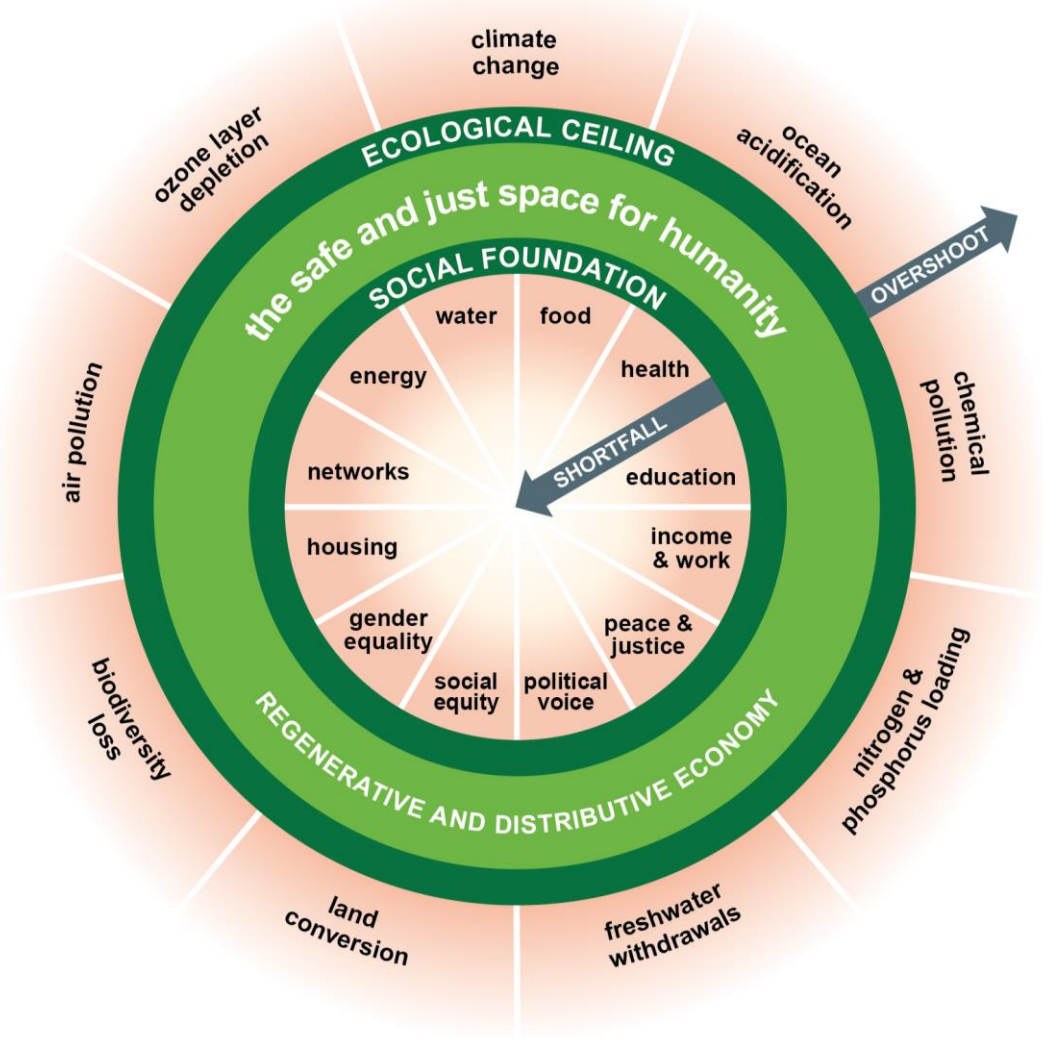 climate
change
ocean
acidification
OVERSHOOT
chemical
pollution
nitrogen &
phosphorus loading
freshwater
withdrawals
land
conversion
biodiversity
loss
air pollution
ozone layer
depletion
ECOLOGICAL CEILING
the safe and just space for humanity
SOCIAL FOUNDATION
water
food
health
SHORTFALL
education
income
& work
peace &
justice
political
voice
social
equity
gender
equality
housing
networks
energy
REGENERATIVE AND DISTRIBUTIVE ECONOMY